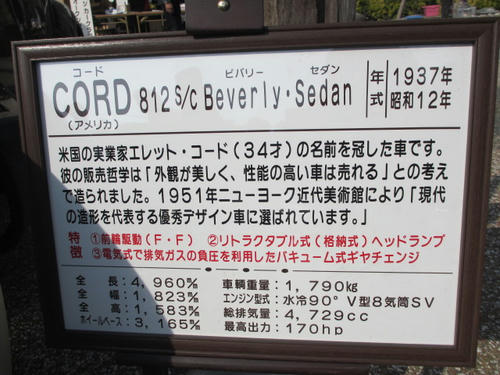 コード ビバリー セダン
CORD 812 S/C Beverly・Sedan
(アメリカ)
年式 1937年
昭和12年
米国の実業家エレット・コード(34才)の名前を冠した車です。
彼の販売哲学は「外観が美しく、性能の高い車は売れる」との考え
で造られました。1951年ニューヨーク近代美術館により「現代
の造形を代表する優秀デザイン車に選ばれています。」
特徴 ①前輪駆動(F・F) ②リトラクタブル式(格納式)ヘッドランプ
③電気式で排気ガスの負圧を利用したバキューム式ギヤチェンジ
全長:4,960% 車輌重量:1,790kg
全幅:1,823% エンジン型式:水冷90°V型8気筒SV
全高:1,583% 総排気量:4,729cc
ホイールベース:3,165% 最高出力:170hp